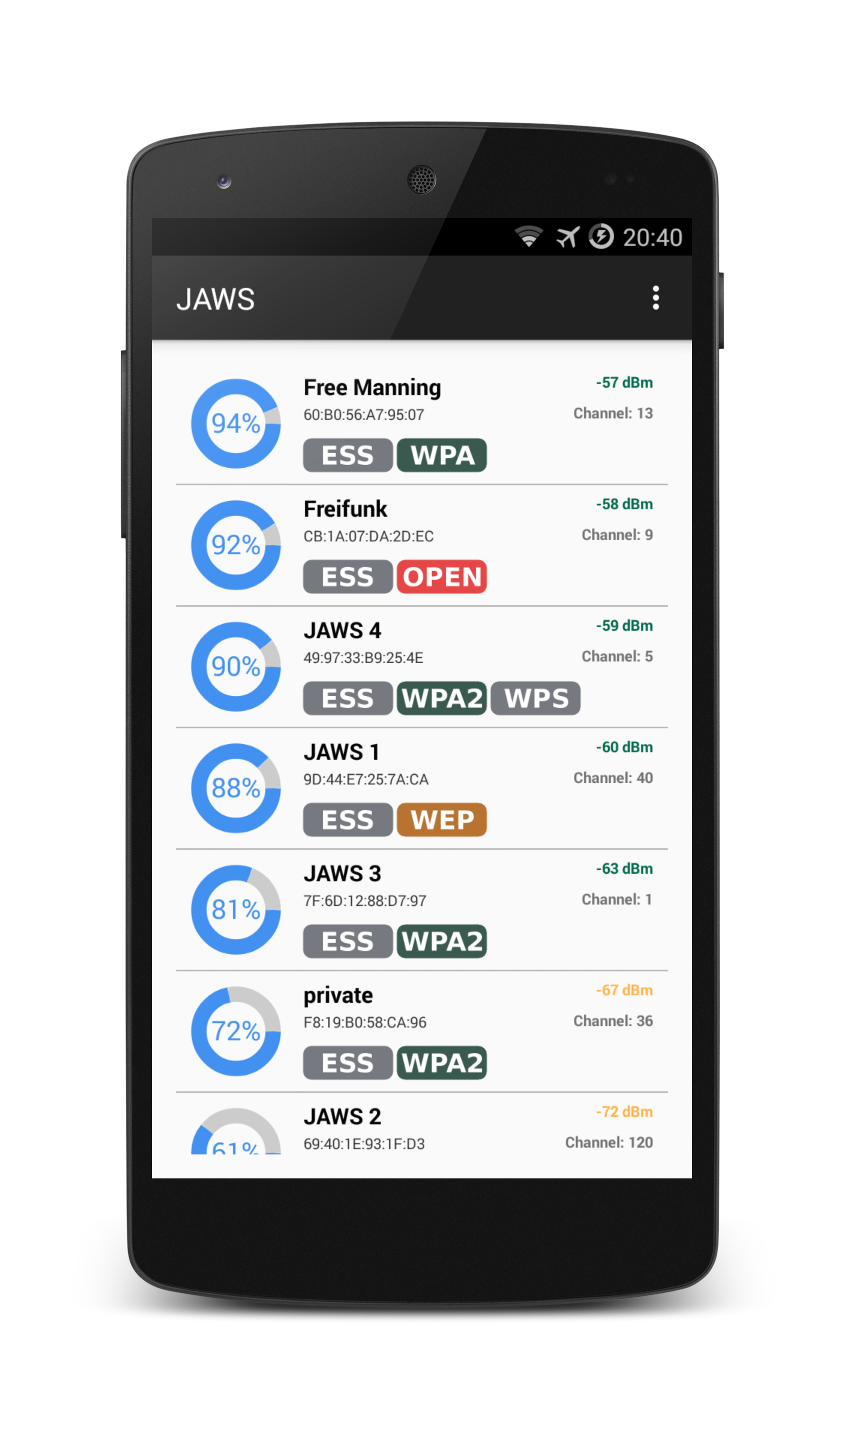 20:40
JAWS
94%
Free Manning
-57 dBm
60:B0:56:A7:95:07
Channel: 13
ESS WPA
92%
Freifunk
-58 dBm
CB:1A:07:DA:2D:EC
Channel: 9
ESS OPEN
90%
JAWS 4
-59 dBm
49:97:33:B9:25:4E
Channel: 5
ESS WPA2 WPS
88%
JAWS 1
-60 dBm
9D:44:E7:25:7A:CA
Channel: 40
ESS WEP
81%
JAWS 3
-63 dBm
7F:6D:12:88:D7:97
Channel: 1
ESS WPA2
72%
private
-67 dBm
F8:19:B0:58:CA:96
Channel: 36
ESS WPA2
61%
JAWS 2
-72 dBm
69:40:1E:93:1F:D3
Channel: 120